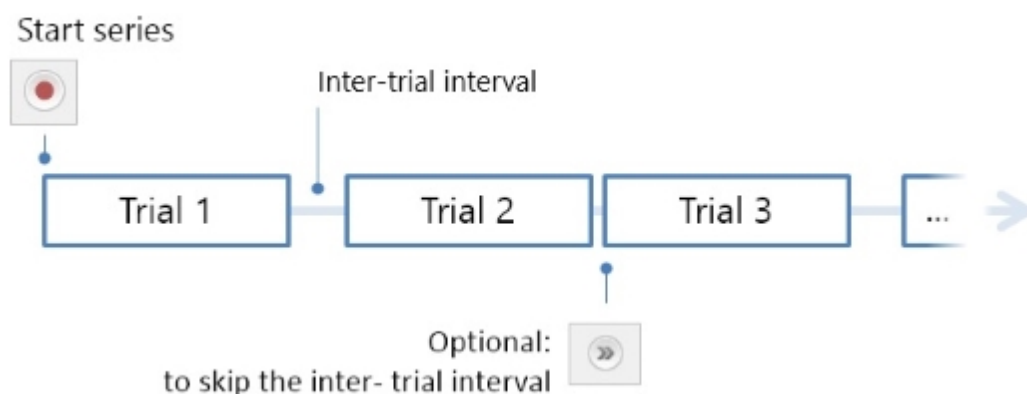 Start series
Inter-trial interval
Trial 1
Trial 2
Trial 3
...
Optional:
to skip the inter- trial interval